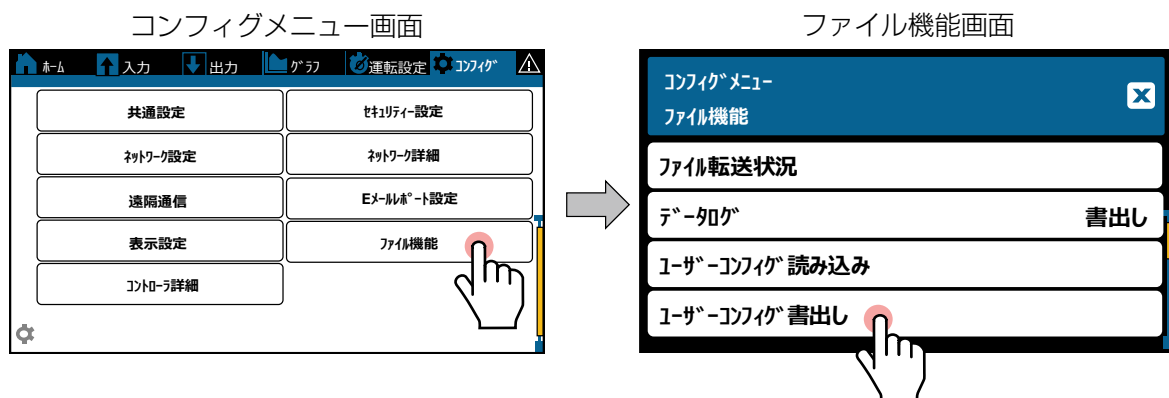 コンフィグメニュー画面
ファイル機能画面
ﾎｰﾑ 入力 出力 ｸﾞﾗﾌ 運転設定 ｺﾝﾌｨｸﾞ
共通設定 ｾｷｭﾘﾃｨｰ設定
ﾈｯﾄﾜｰｸ設定 ﾈｯﾄﾜｰｸ詳細
遠隔通信 Eﾒｰﾙﾚﾎﾟｰﾄ設定
表示設定 ﾌｧｲﾙ機能
ｺﾝﾄﾛｰﾗ詳細
ｺﾝﾌｨｸﾞﾒﾆｭｰ
ﾌｧｲﾙ機能
ﾌｧｲﾙ転送状況
ﾃﾞｰﾀﾛｸﾞ 書出し
ﾕｰｻﾞｰｺﾝﾌｨｸﾞ読み込み
ﾕｰｻﾞｰｺﾝﾌｨｸﾞ書出し